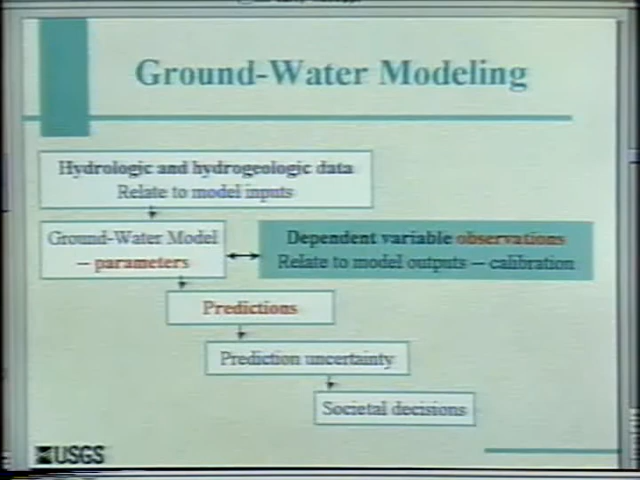 Ground-Water Modeling
Hydrologic and hydrogeologic data
Relate to model inputs
Ground-Water Model
– parameters
Dependent variable observations
Relate to model outputs – calibration
Predictions
Prediction uncertainty
Societal decisions
USGS